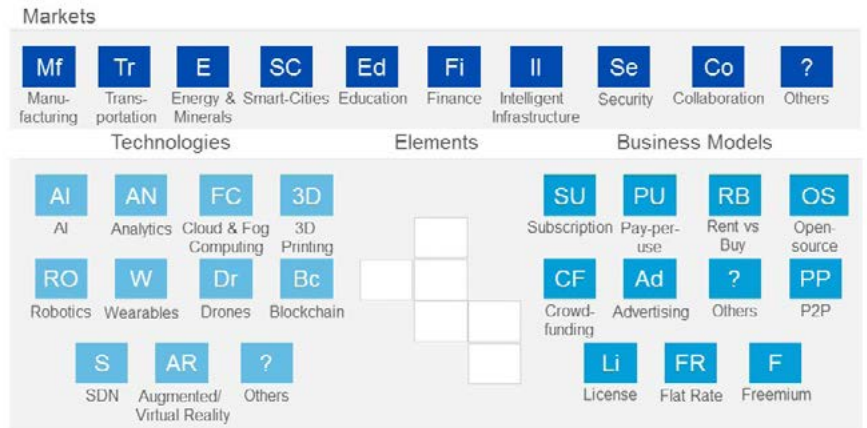 Markets
Mf Tr E SC Ed Fi II Se Co ?
Manu- Trans- Energy & Smart-Cities Education Finance Intelligent Security Collaboration Others
facturing portation Minerals Infrastructure
Technologies Elements Business Models
AI AN FC 3D SU PU RB OS
AI Analytics Cloud & Fog 3D Subscription Pay-per- Rent vs Open-
Computing Printing use Buy source
RO W Dr Bc CF Ad ? PP
Robotics Wearables Drones Blockchain Crowd- Advertising Others P2P
funding
S AR ? Li FR F
SDN Augmented/ Others License Flat Rate Freemium
Virtual Reality